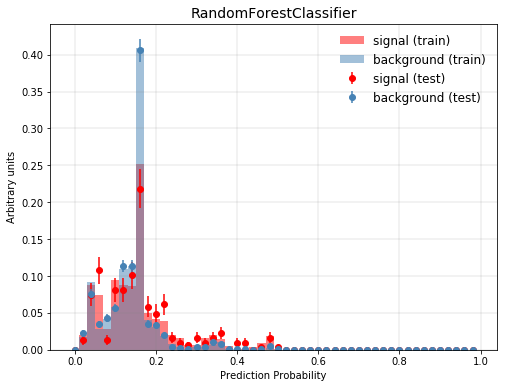 RandomForestClassifier
signal (train)
background (train)
signal (test)
background (test)
Arbitrary units
0.40
0.35
0.30
0.25
0.20
0.15
0.10
0.05
0.00
0.0 0.2 0.4 0.6 0.8 1.0
Prediction Probability